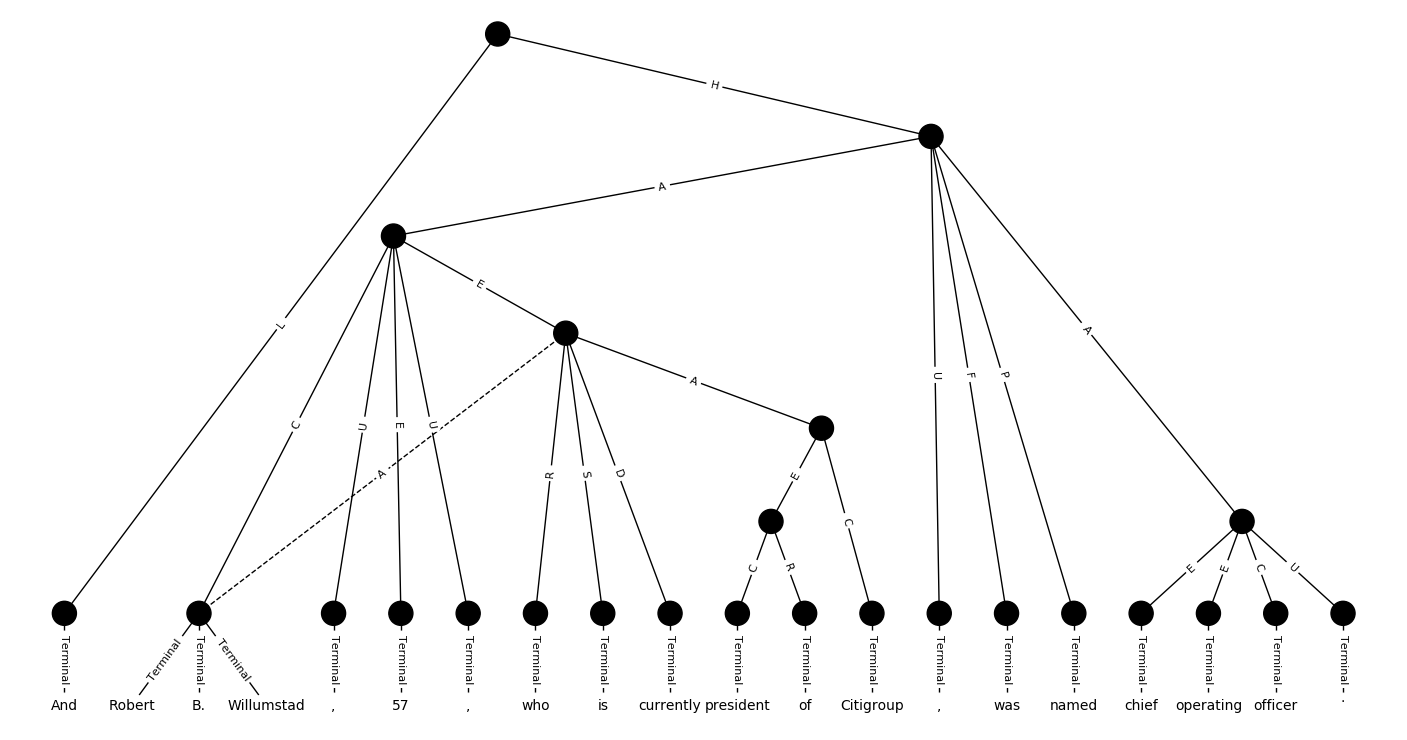 H
A
E
L
A
A
C
U
E
U
A
U
F
P
R
S
D
E
C
C
R
E
E
C
U
Terminal Terminal Terminal Terminal Terminal Terminal Terminal Terminal Terminal Terminal Terminal Terminal Terminal Terminal Terminal Terminal Terminal Terminal Terminal Terminal
And Robert B. Willumstad , 57 , who is currently president of Citigroup , was named chief operating officer .